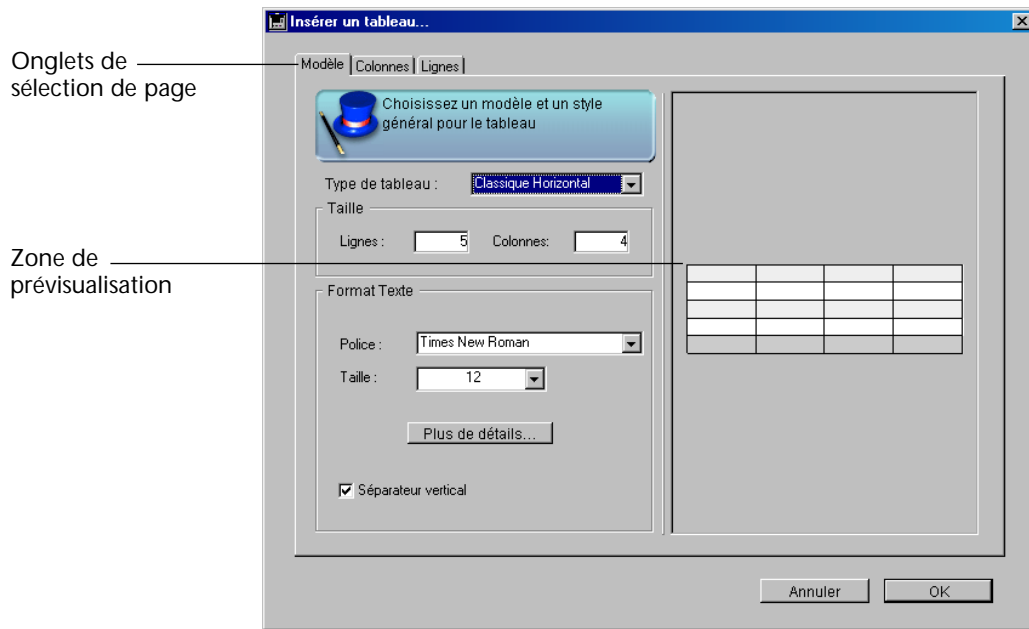 Insérer un tableau...
Onglets de
sélection de page
Modèle Colonnes Lignes
Choisissez un modèle et un style
général pour le tableau
Type de tableau : Classique Horizontal
Taille
Lignes : 5 Colonnes: 4
Zone de
prévisualisation
Format Texte
Police : Times New Roman
Taille : 12
Plus de détails...
Séparateur vertical
Annuler OK